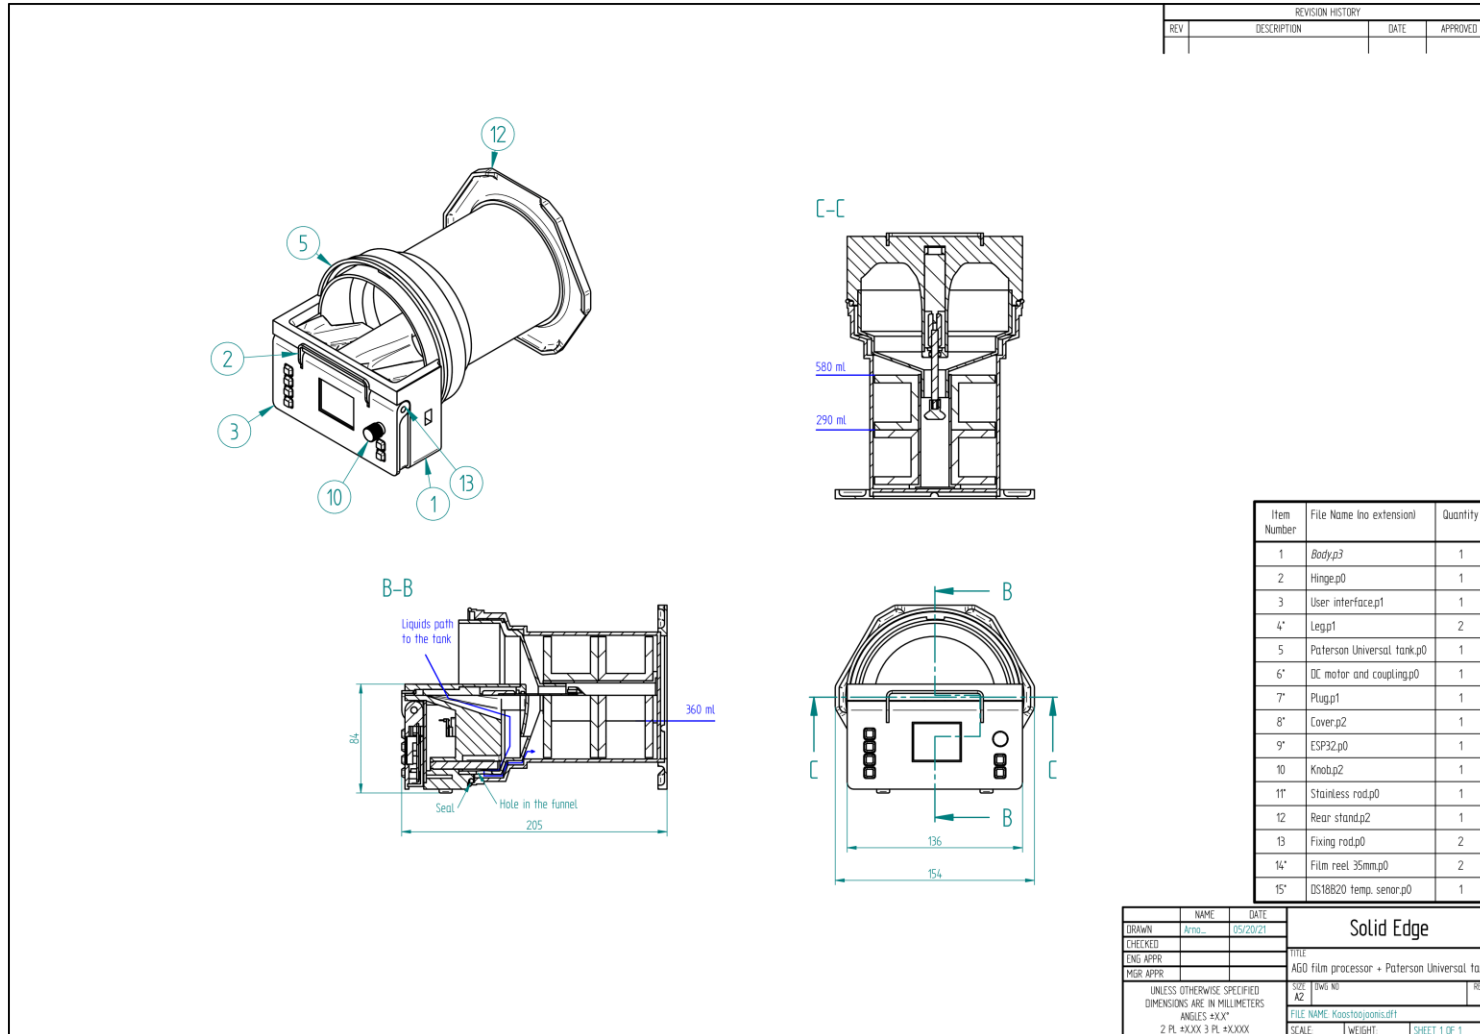 REVISION HISTORY
REV DESCRIPTION DATE APPROVED
12
5
2
3
10
1
13
C-C
580 ml
290 ml
B-B
Liquids path
to the tank
360 ml
84
Seal
Hole in the funnel
205
B
C C
B
136
154
Item Number File Name (no extension) Quantity
1 Body.p3 1
2 Hinge.p0 1
3 User interface.p1 1
4* Leg.p1 2
5 Paterson Universal tank.p0 1
6* DC motor and coupling.p0 1
7* Plug.p1 1
8* Cover.p2 1
9* ESP32.p0 1
10 Knob.p2 1
11* Stainless rod.p0 1
12 Rear stand.p2 1
13 Fixing rod.p0 2
14* Film reel 35mm.p0 2
15* DS18B20 temp. senor.p0 1
NAME DATE
DRAWN Arno... 05/20/21
CHECKED
ENG APPR
MGR APPR
UNLESS OTHERWISE SPECIFIED
DIMENSIONS ARE IN MILLIMETERS
ANGLES ±X.X°
2 PL ±X.XX 3 PL ±X.XXX
Solid Edge
TITLE
AGO film processor + Paterson Universal ta
SIZE DWG NO RE
A2
FILE NAME: Koostoojoonis.dft
SCALE: WEIGHT: SHEET 1 OF 1